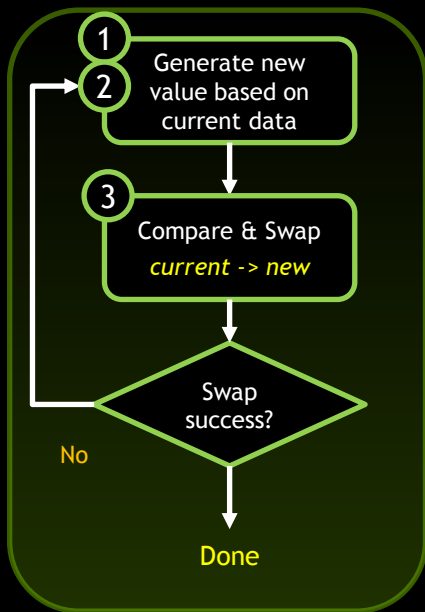 1
2
Generate new
value based on
current data
3
Compare & Swap
current -> new
Swap
success?
No
Done